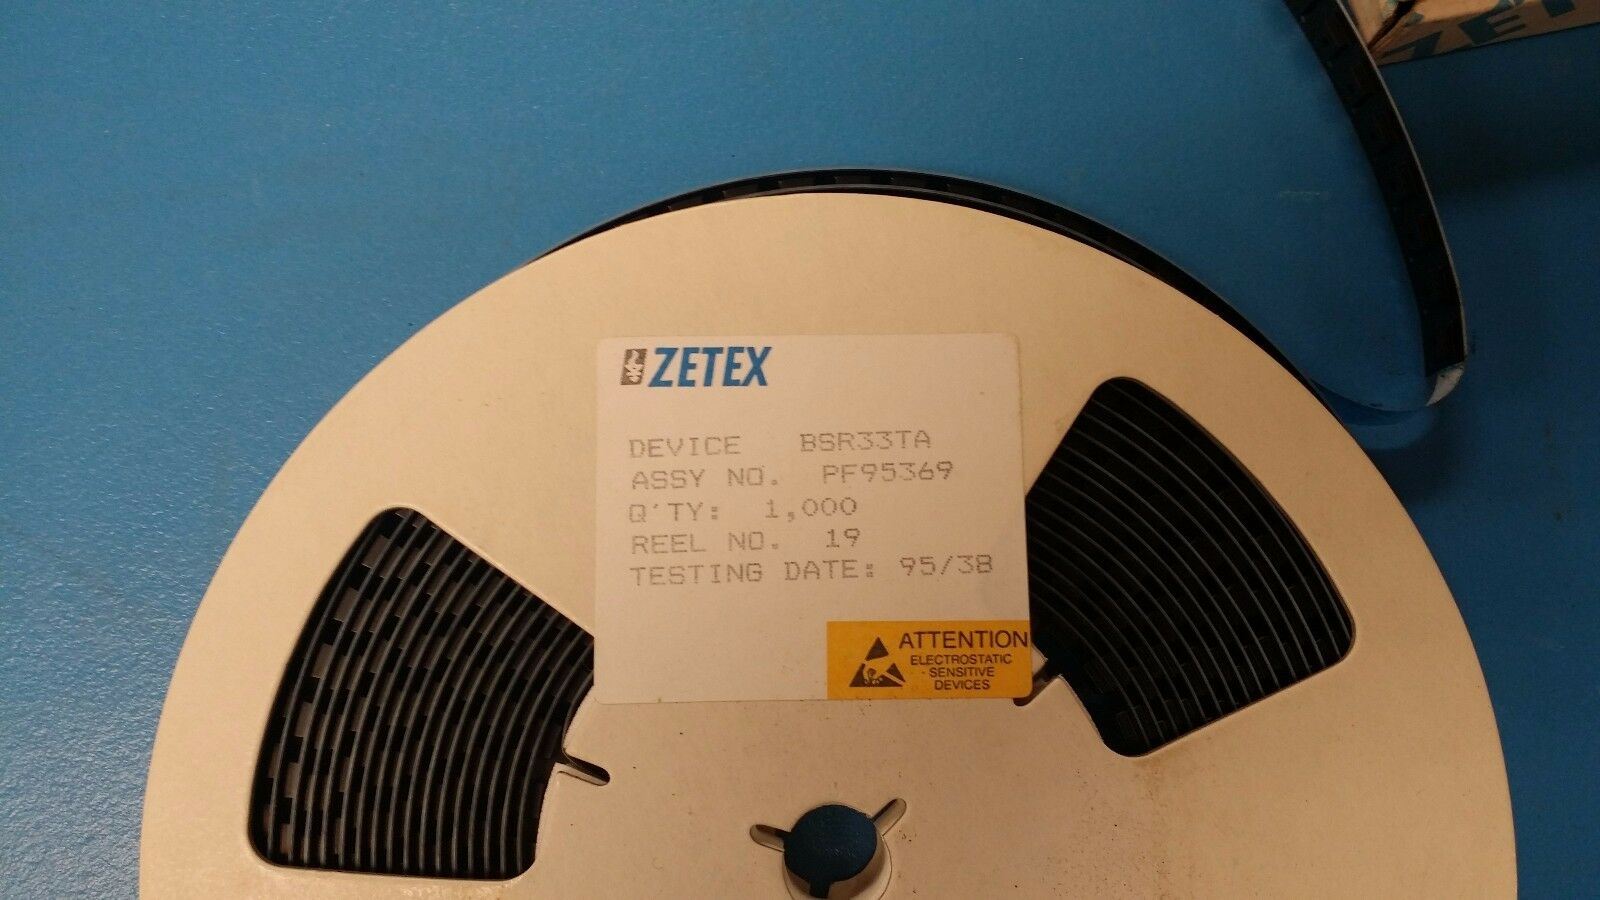 ZETE
ZETEX
DEVICE BSR33TA
ASSY NO. PF95369
Q'TY: 1,000
REEL NO. 19
TESTING DATE: 95/38
ATTENTION
ELECTROSTATIC
SENSITIVE
DEVICES